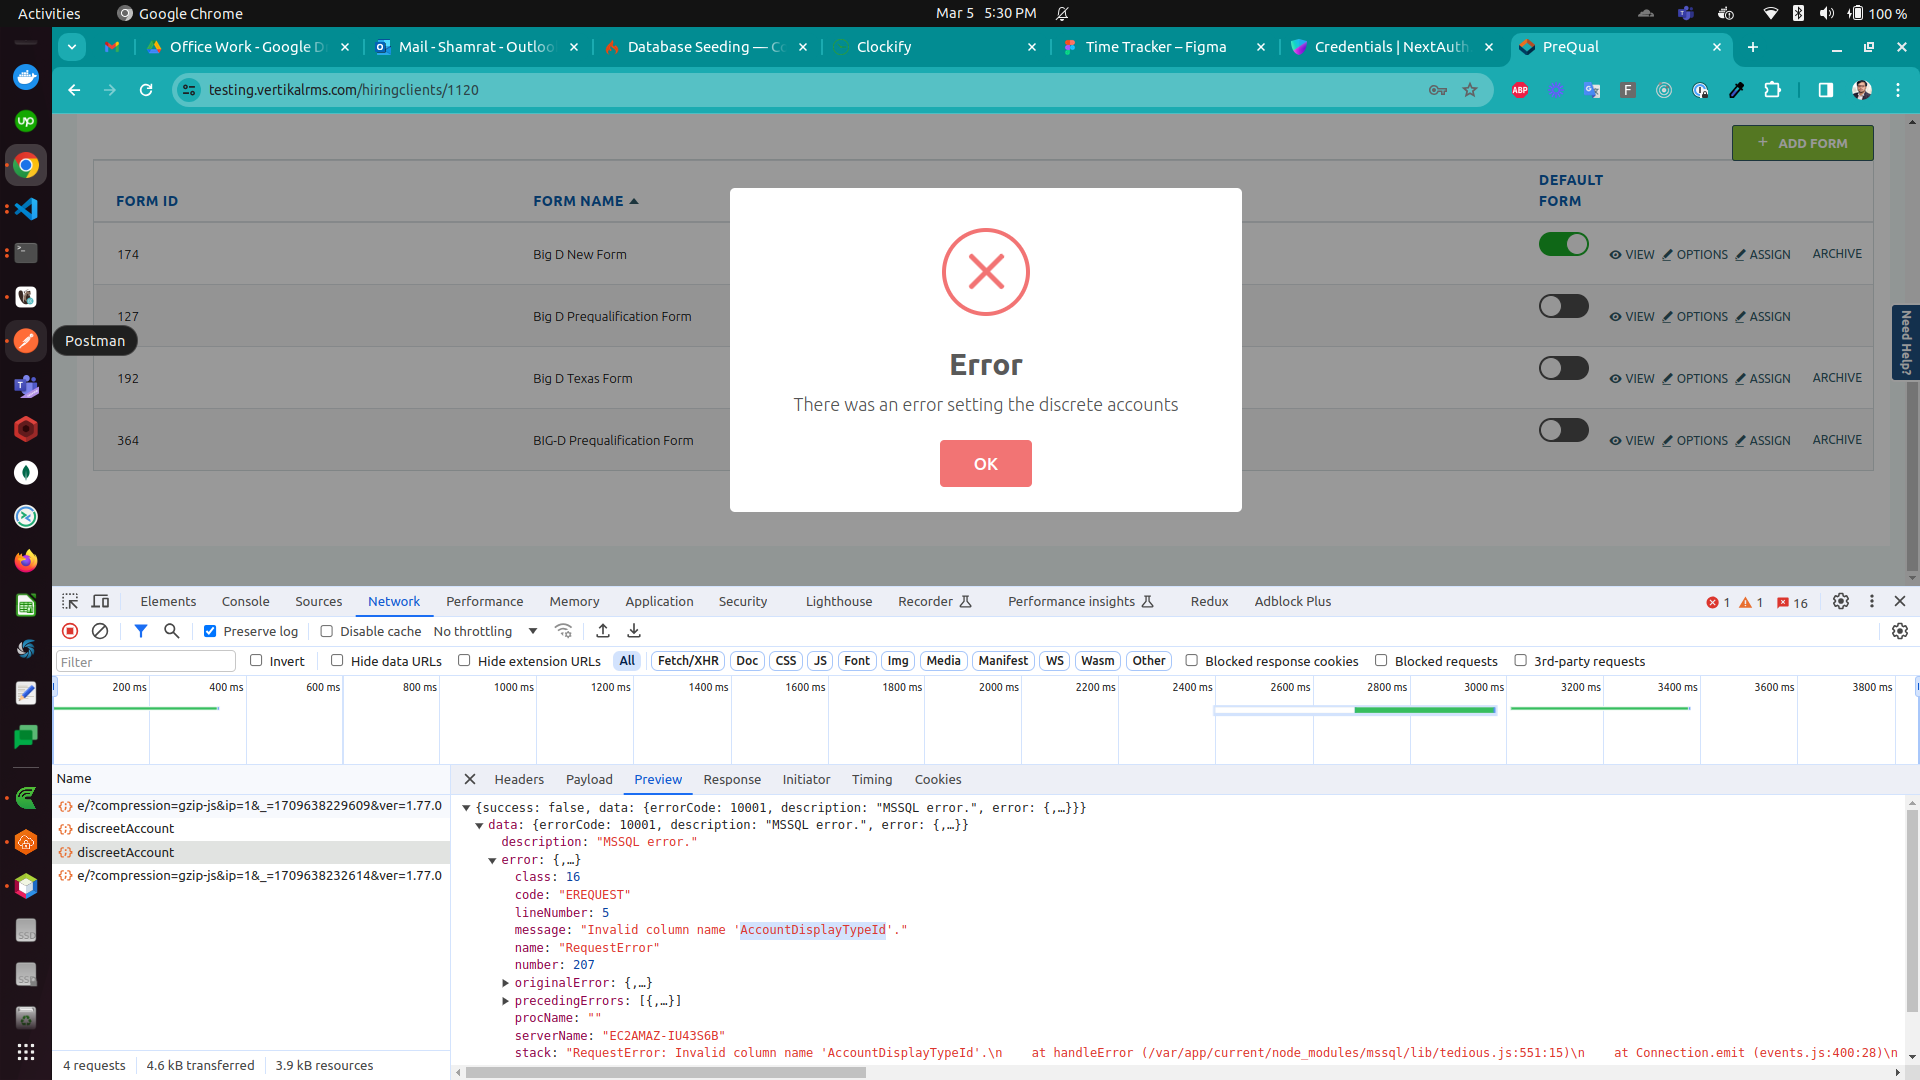 Activities
Google Chrome
Mar 5 5:30 PM
100 %
Office Work - Google D
Mail - Shamrat - Outloo
Database Seeding — Co
Clockify
Time Tracker – Figma
Credentials | NextAuth
PreQual
testing.vertikalrms.com/hiringclients/1120
ABP
F
+ ADD FORM
FORM ID
FORM NAME
DEFAULT
FORM
174
Big D New Form
VIEW
OPTIONS
ASSIGN
ARCHIVE
127
Big D Prequalification Form
VIEW
OPTIONS
ASSIGN
192
Big D Texas Form
VIEW
OPTIONS
ASSIGN
ARCHIVE
364
BIG-D Prequalification Form
VIEW
OPTIONS
ASSIGN
ARCHIVE
Postman
Need Help?
Error
There was an error setting the discrete accounts
OK
Elements
Console
Sources
Network
Performance
Memory
Application
Security
Lighthouse
Recorder
Performance insights
Redux
Adblock Plus
1
1
16
Preserve log
Disable cache
No throttling
Filter
Invert
Hide data URLs
Hide extension URLs
All
Fetch/XHR
Doc
CSS
JS
Font
Img
Media
Manifest
WS
Wasm
Other
Blocked response cookies
Blocked requests
3rd-party requests
200 ms
400 ms
600 ms
800 ms
1000 ms
1200 ms
1400 ms
1600 ms
1800 ms
2000 ms
2200 ms
2400 ms
2600 ms
2800 ms
3000 ms
3200 ms
3400 ms
3600 ms
3800 ms
Name
Headers
Payload
Preview
Response
Initiator
Timing
Cookies
e/?compression=gzip-js&ip=1&_=1709638229609&ver=1.77.0
discreetAccount
discreetAccount
e/?compression=gzip-js&ip=1&_=1709638232614&ver=1.77.0
{success: false, data: {errorCode: 10001, description: "MSSQL error.", error: {,…}}}
data: {errorCode: 10001, description: "MSSQL error.", error: {,…}}
description: "MSSQL error."
error: {,…}
class: 16
code: "EREQUEST"
lineNumber: 5
message: "Invalid column name 'AccountDisplayTypeId'."
name: "RequestError"
number: 207
originalError: {,…}
precedingErrors: [{,…}]
procName: ""
serverName: "EC2AMAZ-IU43S6B"
stack: "RequestError: Invalid column name 'AccountDisplayTypeId'.\n    at handleError (/var/app/current/node_modules/mssql/lib/tedious.js:551:15)\n    at Connection.emit (events.js:400:28)\n
4 requests
4.6 kB transferred
3.9 kB resources